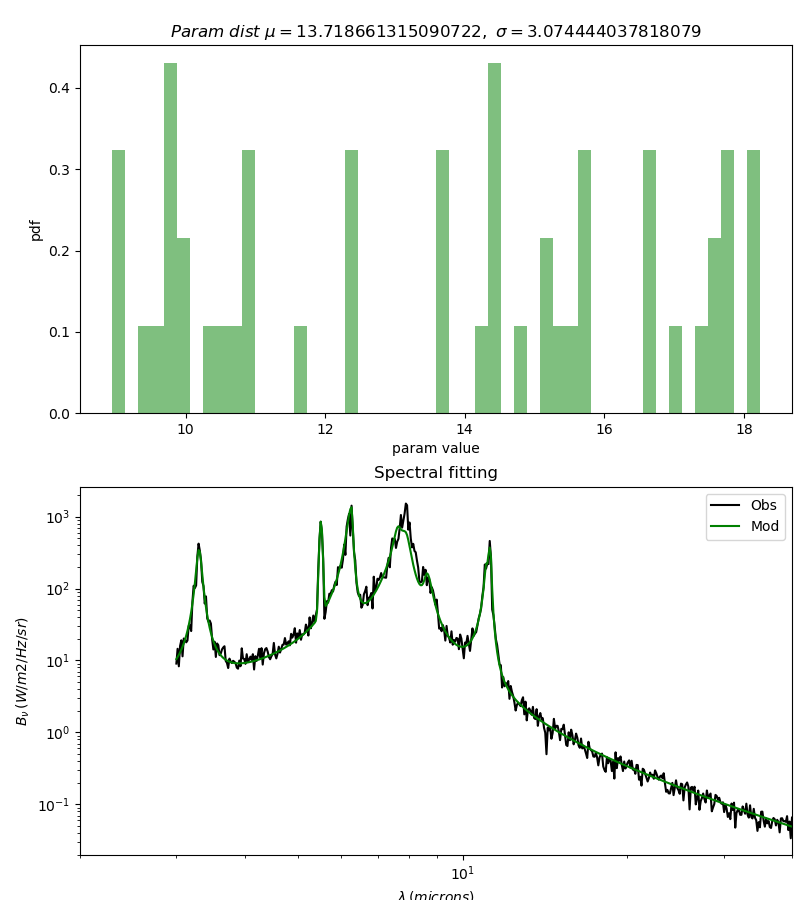 Param dist μ = 13.718661315090722, σ = 3.074444037818079
pdf
0.4
0.3
0.2
0.1
0.0
10 12 14 16 18
param value
Spectral fitting
Obs
Mod
B_ν (W/m2/Hz/sr)
10³
10²
10¹
10⁰
10⁻¹
10¹
λ (microns)